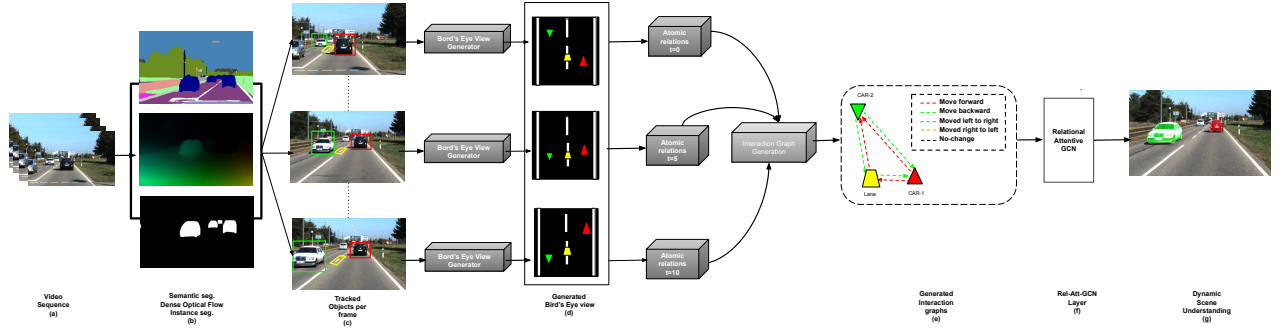 Bord's Eye View
Generator
Atomic
relations
t=0
Bord's Eye View
Generator
Atomic
relations
t=5
Interaction Graph
Generation
Bord's Eye View
Generator
Atomic
relations
t=10
CAR-2
Lane
CAR-1
Move forward
Move backward
Moved left to right
Moved right to left
No-change
Relational
Attentive
GCN
Video
Sequence
(a)
Semantic seg.
Dense Optical Flow
Instance seg.
(b)
Tracked
Objects per
frame
(c)
Generated
Bird's Eye view
(d)
Generated
Interaction
graphs
(e)
Rel-Att-GCN
Layer
(f)
Dynamic
Scene
Understanding
(g)